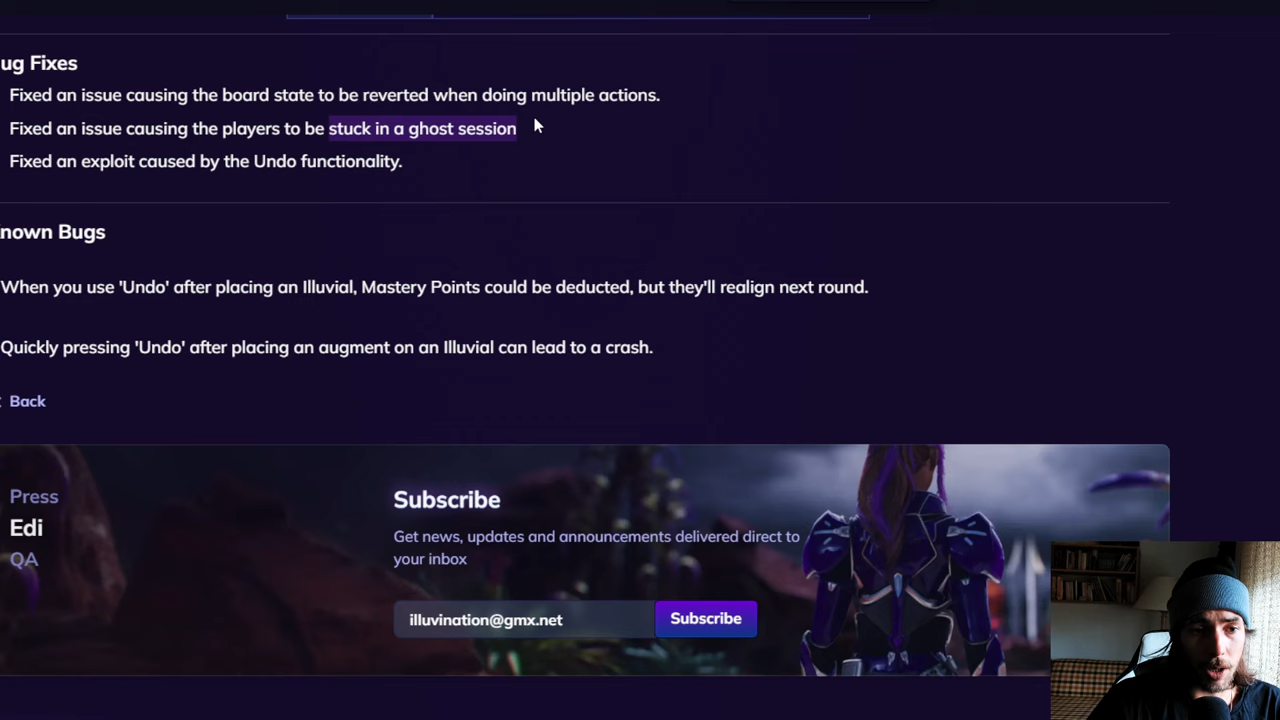 ug Fixes
Fixed an issue causing the board state to be reverted when doing multiple actions.
Fixed an issue causing the players to be stuck in a ghost session
Fixed an exploit caused by the Undo functionality.
nown Bugs
When you use 'Undo' after placing an Illuvial, Mastery Points could be deducted, but they'll realign next round.
Quickly pressing 'Undo' after placing an augment on an Illuvial can lead to a crash.
Back
Press
Edi
QA
Subscribe
Get news, updates and announcements delivered direct to
your inbox
illuvination@gmx.net
Subscribe